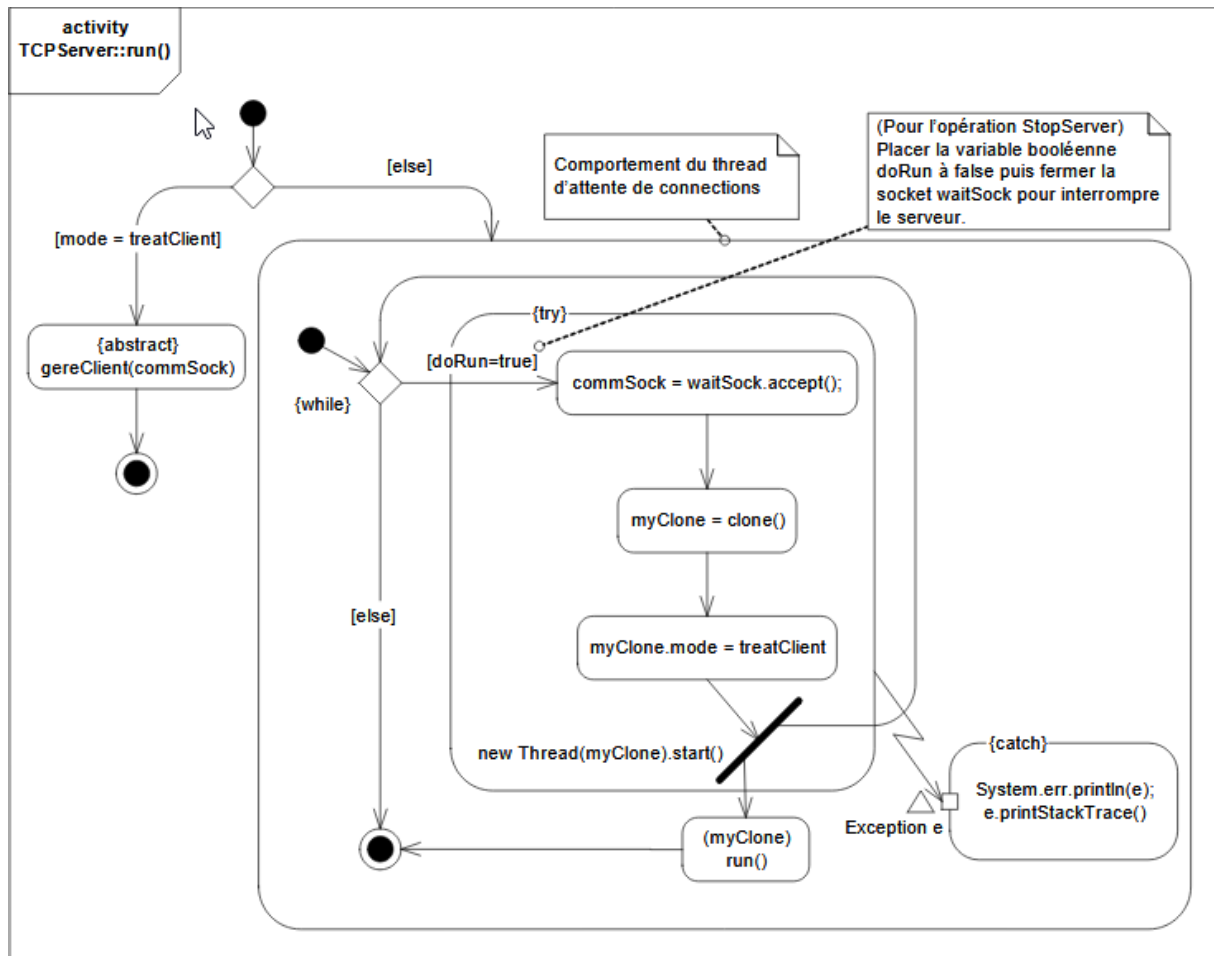 activity
TCPServer::run()
(Pour l'opération StopServer)
Placer la variable booléenne
doRun à false puis fermer la
socket waitSock pour interrompre
le serveur.
Comportement du thread
d'attente de connections
[else]
[mode = treatClient]
{abstract}
gereClient(commSock)
{try}
[doRun=true]
{while}
commSock = waitSock.accept();
myClone = clone()
[else]
myClone.mode = treatClient
new Thread(myClone).start()
{catch}
System.err.println(e);
e.printStackTrace()
Exception e
(myClone)
run()